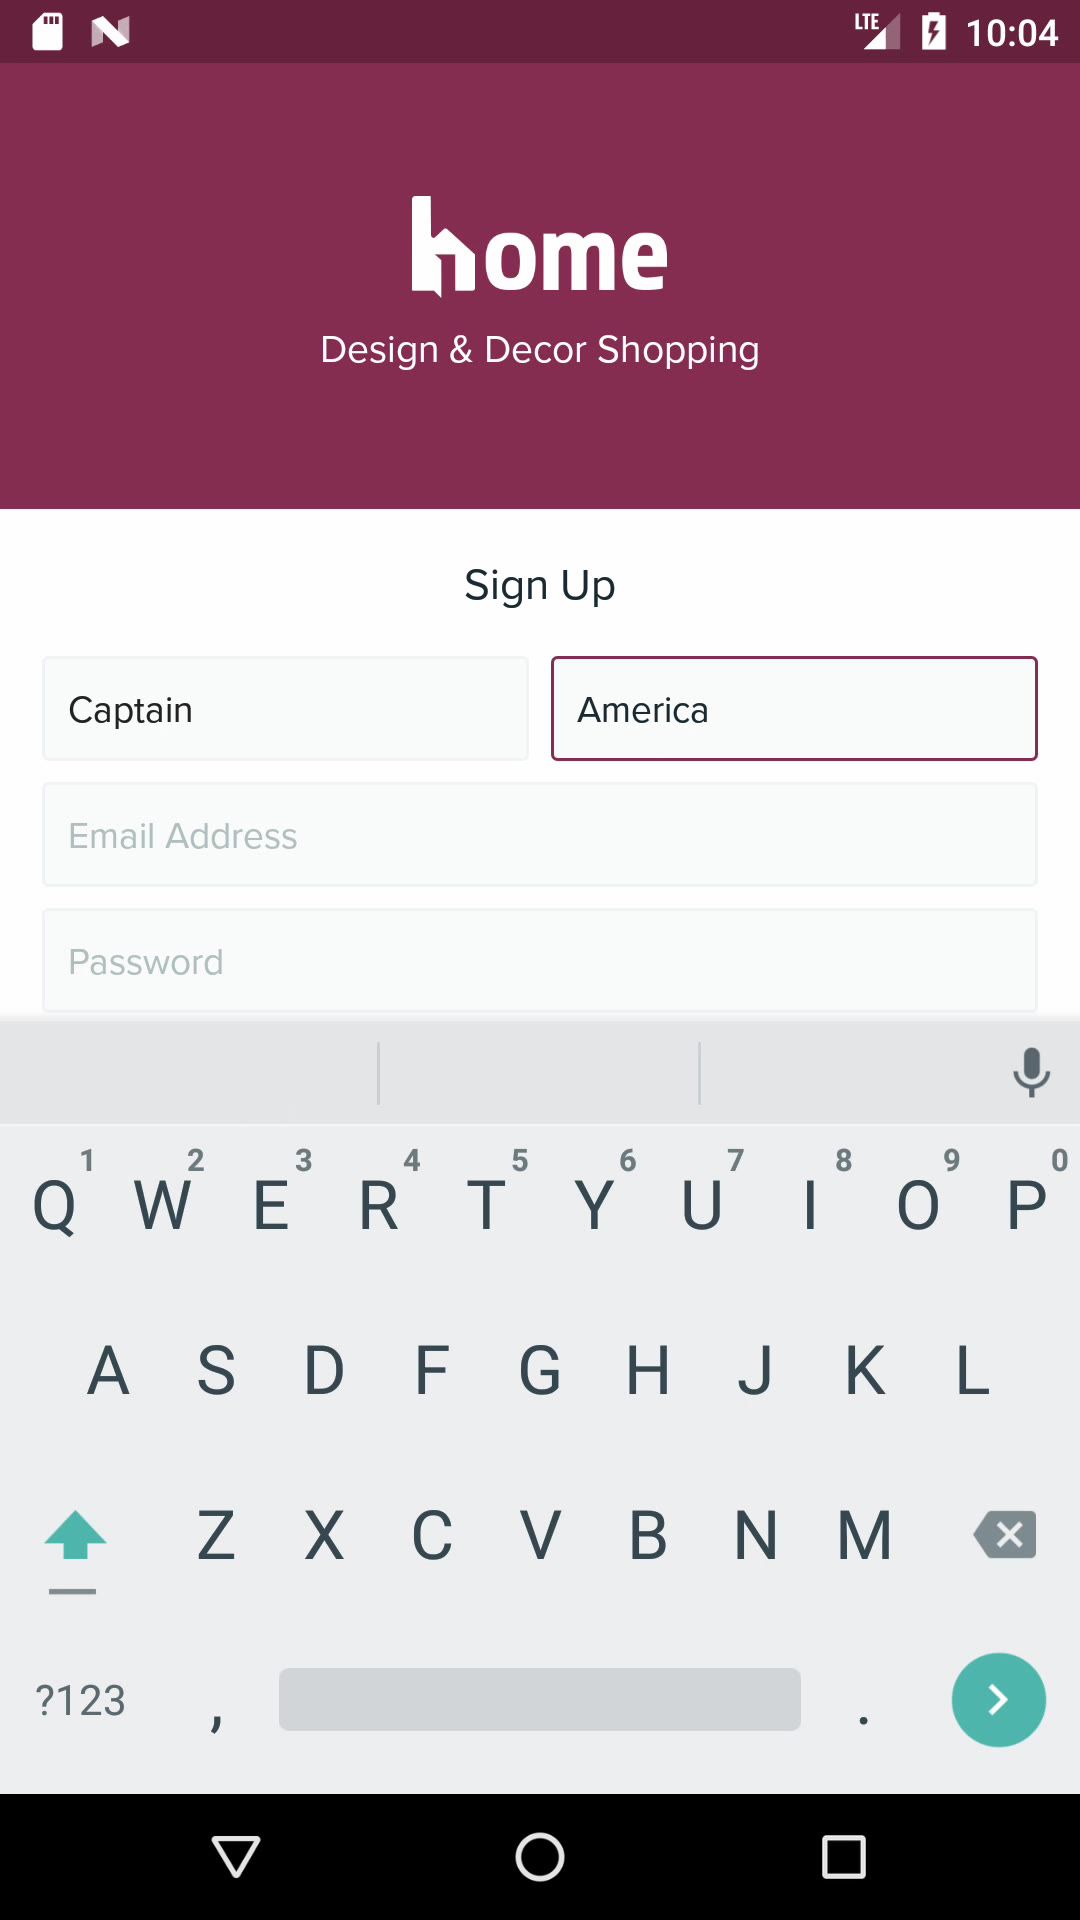 LTE 10:04
home
Design & Decor Shopping
Sign Up
Captain America
Email Address
Password
1 2 3 4 5 6 7 8 9 0
Q W E R T Y U I O P
A S D F G H J K L
Z X C V B N M
?123 , .